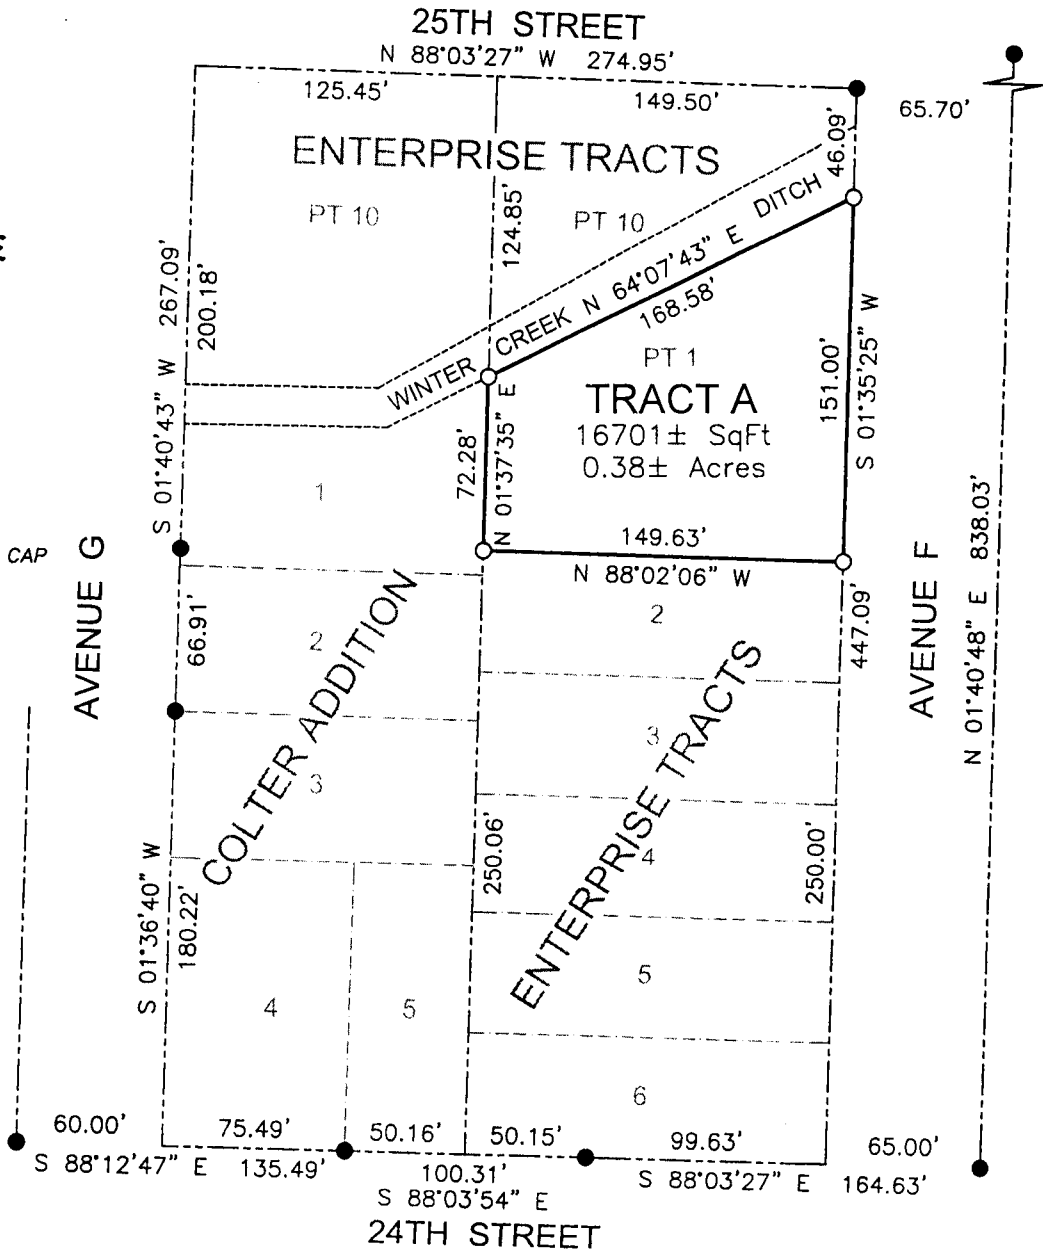 25TH STREET
N 88°03'27" W 274.95'
125.45'
149.50'
65.70'
46.09'
ENTERPRISE TRACTS
PT 10
PT 10
124.85'
WINTER CREEK DITCH
N 64°07'43" E
168.58'
267.09'
200.18'
S 01°40'43" W
PT 1
TRACT A
16701± SqFt
0.38± Acres
151.00'
S 01°35'25" W
72.28'
N 01°37'35" E
1
149.63'
N 88°02'06" W
CAP
AVENUE G
AVENUE F
N 01°40'48" E 838.03'
66.91'
447.09'
2
2
COLTER ADDITION
ENTERPRISE TRACTS
3
3
4
250.06'
250.00'
S 01°36'40" W
180.22'
4
5
5
6
60.00'
75.49'
50.16'
50.15'
99.63'
65.00'
S 88°12'47" E 135.49'
100.31'
S 88°03'27" E 164.63'
S 88°03'54" E
24TH STREET